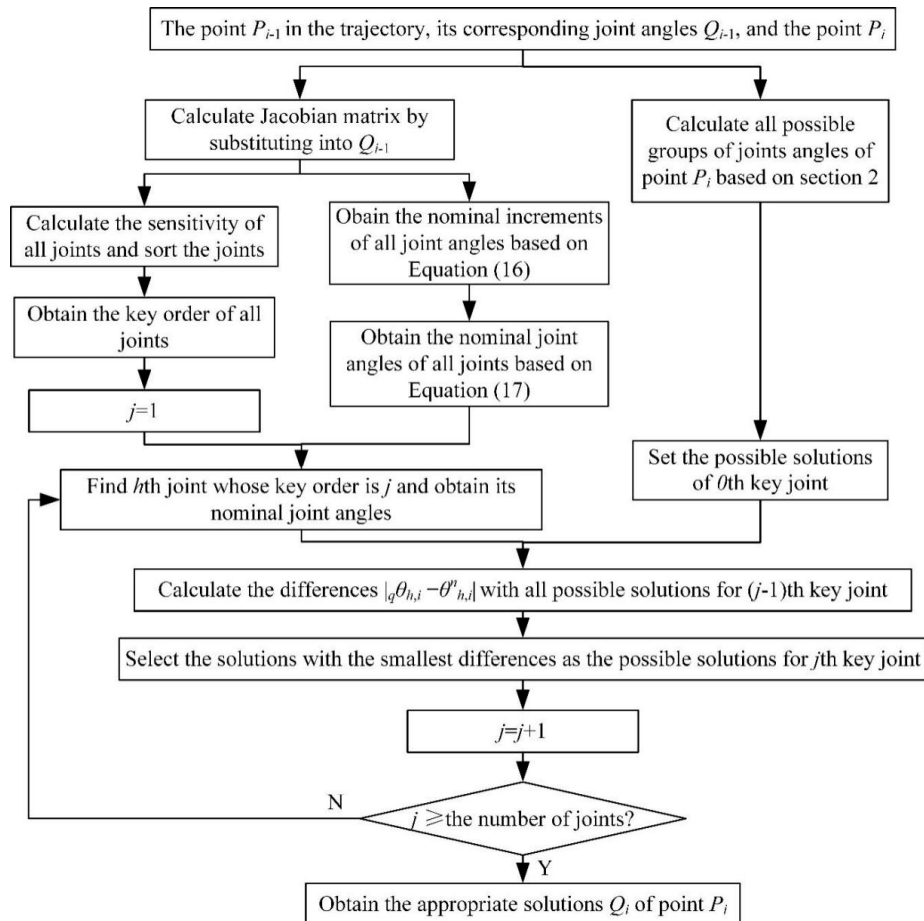 The point P_{i-1} in the trajectory, its corresponding joint angles Q_{i-1}, and the point P_i
Calculate Jacobian matrix by
substituting into Q_{i-1}
Calculate all possible
groups of joints angles of
point P_i based on section 2
Calculate the sensitivity of
all joints and sort the joints
Obain the nominal increments
of all joint angles based on
Equation (16)
Obtain the key order of all
joints
Obtain the nominal joint
angles of all joints based on
Equation (17)
j=1
Set the possible solutions
of 0th key joint
Find hth joint whose key order is j and obtain its
nominal joint angles
Calculate the differences |_qθ_{h,i} −θ^n_{h,i}| with all possible solutions for (j-1)th key joint
Select the solutions with the smallest differences as the possible solutions for jth key joint
j=j+1
N
j ≥the number of joints?
Y
Obtain the appropriate solutions Q_i of point P_i